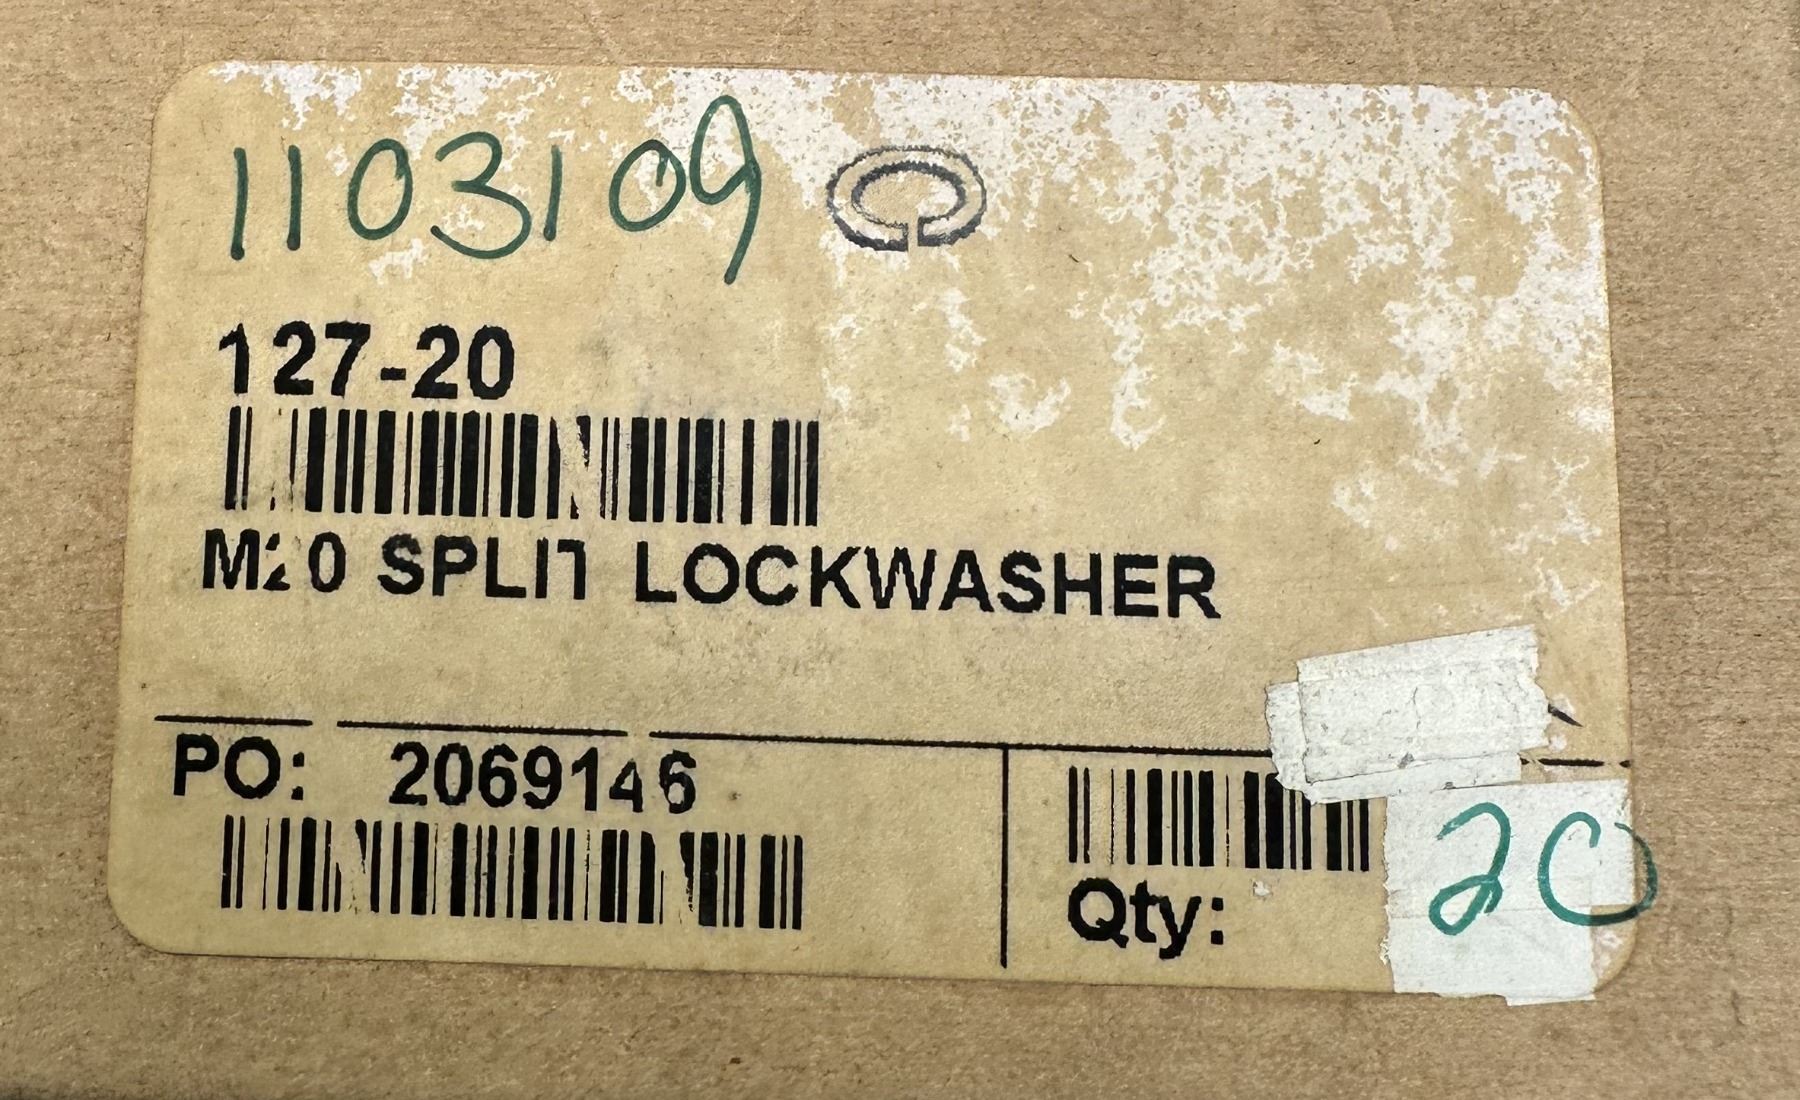 1103109
127-20
M20 SPLIT LOCKWASHER
PO: 2069146
Qty: 20